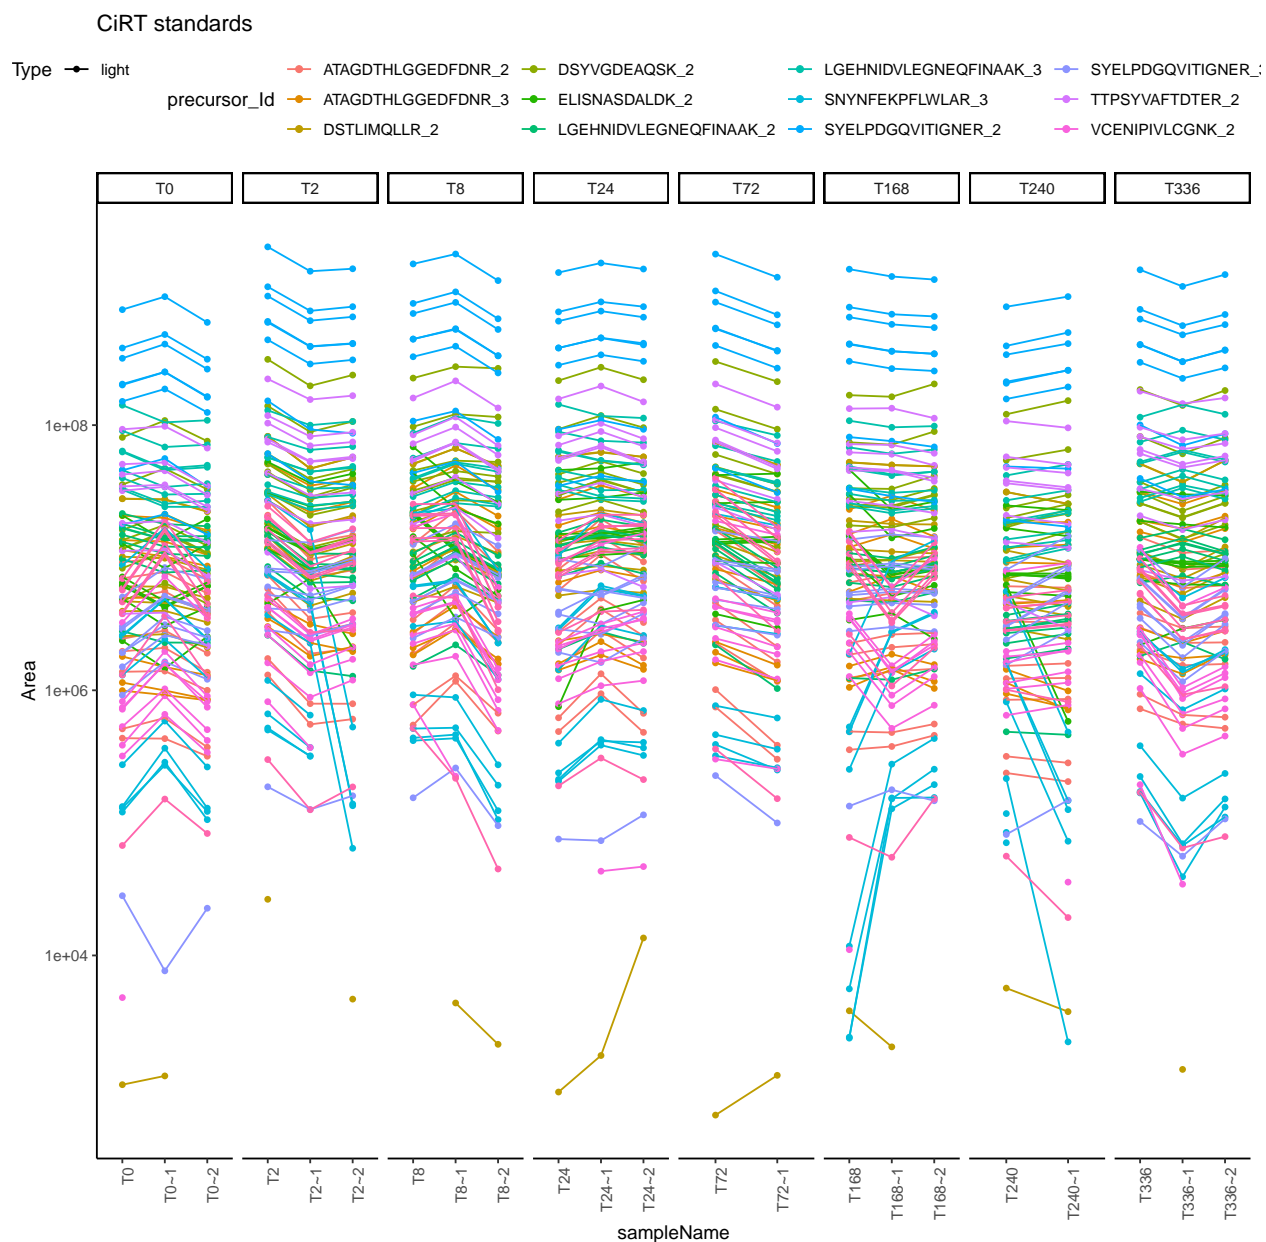 CiRT standards
Type light
precursor_Id
ATAGDTHLGGEDFDNR_2 DSYVGDEAQSK_2 LGEHNIDVLEGNEQFINAAK_3 SYELPDGQVITIGNER_3
ATAGDTHLGGEDFDNR_3 ELISNASDALDK_2 SNYNFEKPFLWLAR_3 TTPSYVAFTDTER_2
DSTLIMQLLR_2 LGEHNIDVLEGNEQFINAAK_2 SYELPDGQVITIGNER_2 VCENIPIVLCGNK_2
T0 T2 T8 T24 T72 T168 T240 T336
Area
1e+08
1e+06
1e+04
T0 T0~1 T0~2 T2 T2~1 T2~2 T8 T8~1 T8~2 T24 T24~1 T24~2 T72 T72~1 T168 T168~1 T168~2 T240 T240~1 T336 T336~1 T336~2
sampleName